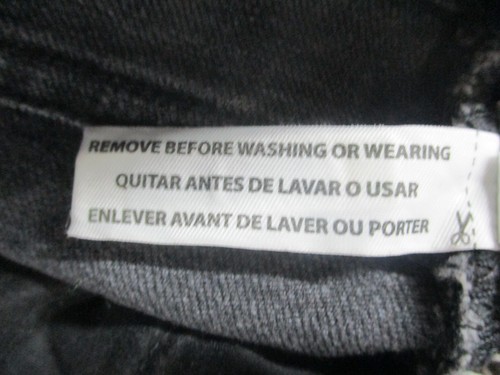 REMOVE BEFORE WASHING OR WEARING
QUITAR ANTES DE LAVAR O USAR
ENLEVER AVANT DE LAVER OU PORTER